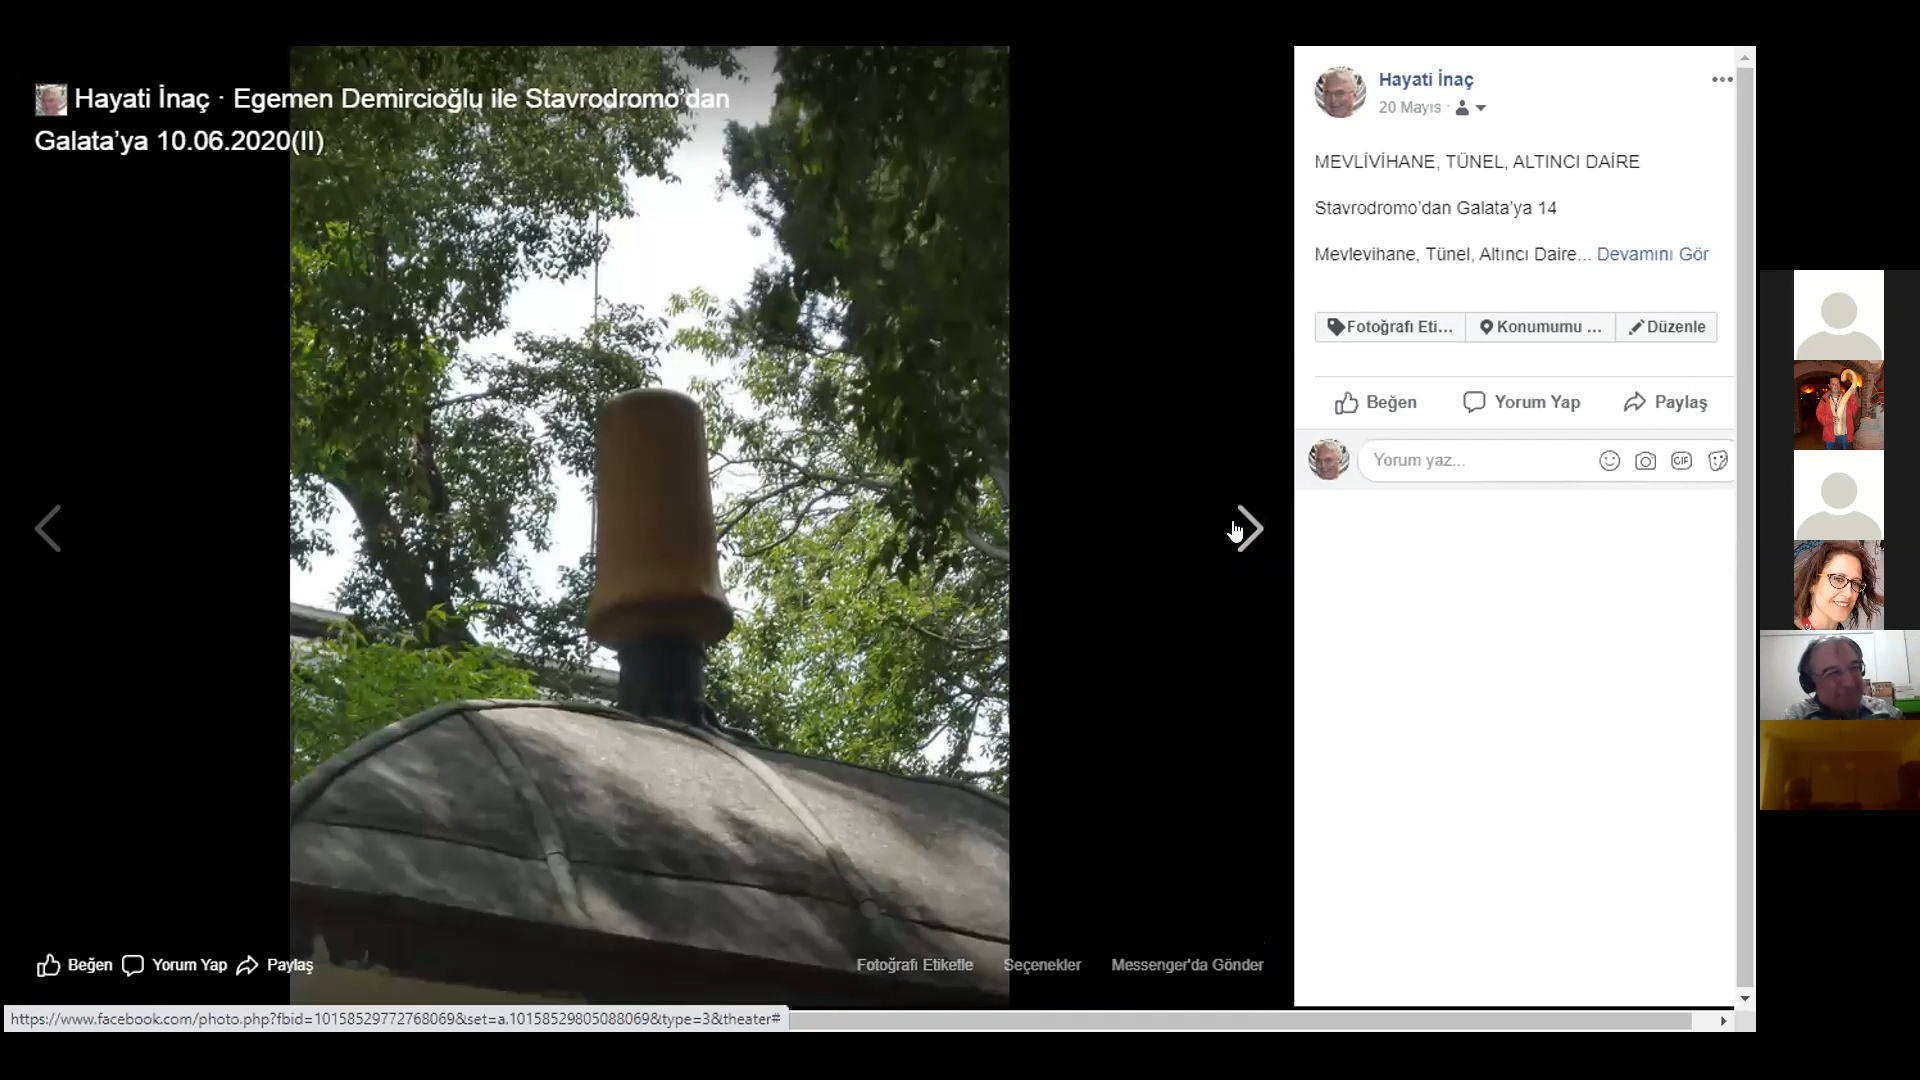 Hayati İnaç · Egemen Demircioğlu ile Stavrodromo'dan
Galata'ya 10.06.2020(II)
Hayati İnaç
20 Mayıs ·
MEVLİVİHANE, TÜNEL, ALTINCI DAİRE
Stavrodromo'dan Galata'ya 14
Mevlevihane, Tünel, Altıncı Daire... Devamını Gör
Fotoğrafı Eti... Konumumu ... Düzenle
Beğen Yorum Yap Paylaş
Yorum yaz...
GIF
Beğen Yorum Yap Paylaş Fotoğrafı Etiketle Seçenekler Messenger'da Gönder
https://www.facebook.com/photo.php?fbid=10158529772768069&set=a.10158529805088069&type=3&theater#